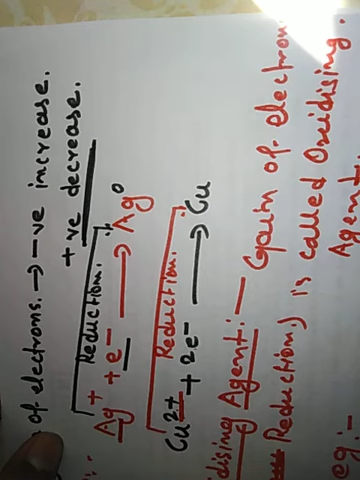 of electrons. → -ve increase.
+ve decrease.
Reduction.
:- Ag⁺ + e⁻ → Ag⁰
Reduction.
Cu²⁺ + 2e⁻ → Cu
dising Agent :- Gain of electron
Reduction) is called Oxidising
Agent.
eg:-